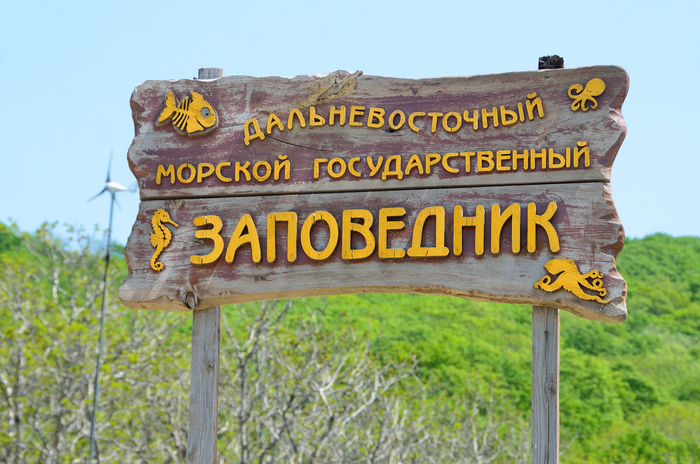 ДАЛЬНЕВОСТОЧНЫЙ
МОРСКОЙ ГОСУДАРСТВЕННЫЙ
ЗАПОВЕДНИК